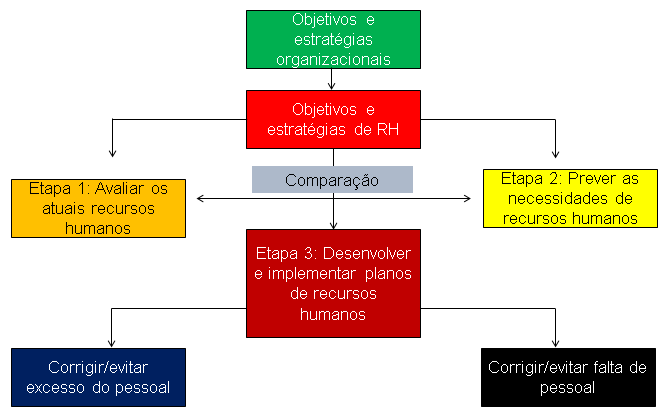 Objetivos e
estratégias
organizacionais
Objetivos e
estratégias de RH
Comparação
Etapa 1: Avaliar os
atuais recursos
humanos
Etapa 2: Prever as
necessidades de
recursos humanos
Etapa 3: Desenvolver
e implementar planos
de recursos
humanos
Corrigir/evitar
excesso do pessoal
Corrigir/evitar falta de
pessoal